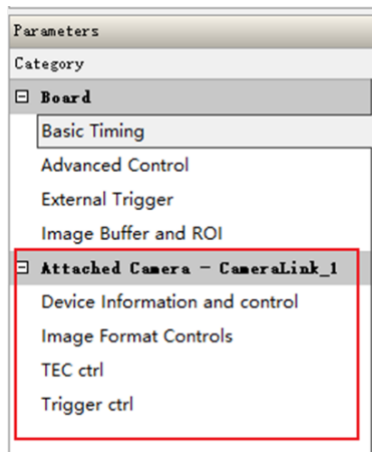 Parameters
Category
Board
Basic Timing
Advanced Control
External Trigger
Image Buffer and ROI
Attached Camera - CameraLink_1
Device Information and control
Image Format Controls
TEC ctrl
Trigger ctrl